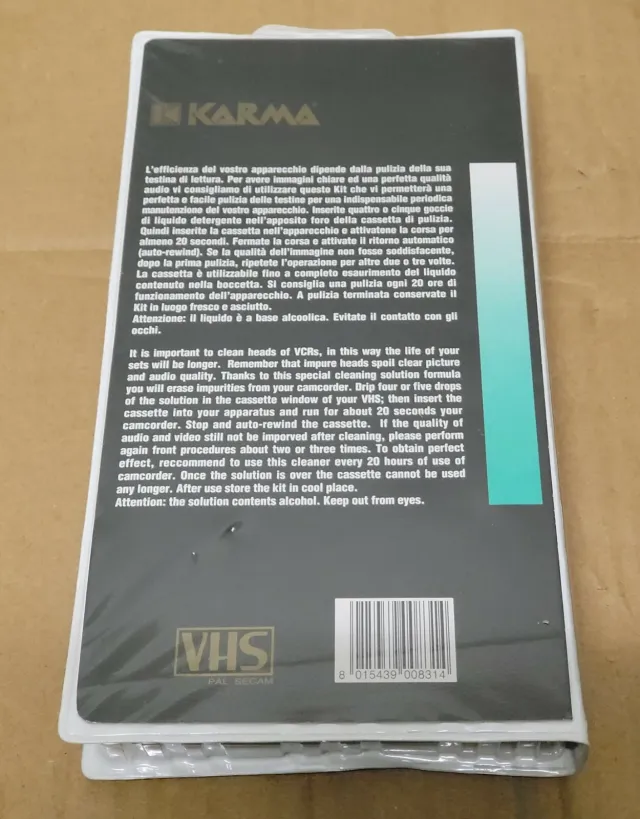 KARMA
L'efficienza del vostro apparecchio dipende dalla pulizia della sua
testina di lettura. Per avere immagini chiare ed una perfetta qualità
audio vi consigliamo di utilizzare questo Kit che vi permetterà una
perfetta e facile pulizia delle testine per una indispensabile periodica
manutenzione del vostro apparecchio. Inserite quattro o cinque goccie
di liquido detergente nell'apposito foro della cassetta di pulizia.
Quindi inserite la cassetta nell'apparecchio e attivateno la corsa per
almeno 20 secondi. Fermate la corsa e attivate il ritorno automatico
(auto-rewind). Se la qualità dell'immagine non fosse soddisfacente,
dopo la prima pulizia, ripetete l'operazione per altre due o tre volte.
La cassetta è utilizzabile fino a completo esaurimento del liquido
contenuto nella boccetta. Si consiglia una pulizia ogni 20 ore di
funzionamento dell'apparecchio. A pulizia terminata conservate il
Kit in luogo fresco e asciutto.
Attenzione: il liquido è a base alcoolica. Evitate il contatto con gli
occhi.
It is important to clean heads of VCRs, in this way the life of your
sets will be longer. Remember that impure heads spoil clear picture
and audio quality. Thanks to this special cleaning solution formula
you will erase impurities from your camcorder. Drip four or five drops
of the solution in the cassette window of your VHS; then insert the
cassette into your apparatus and run for about 20 seconds your
camcorder. Stop and auto-rewind the cassette. If the quality of
audio and video still not be imporved after cleaning, please perform
again front procedures about two or three times. To obtain perfect
effect, reccommend to use this cleaner every 20 hours of use of
camcorder. Once the solution is over the cassette cannot be used
any longer. After use store the kit in cool place.
Attention: the solution contents alcohol. Keep out from eyes.
VHS
PAL SECAM
8 015439 008314